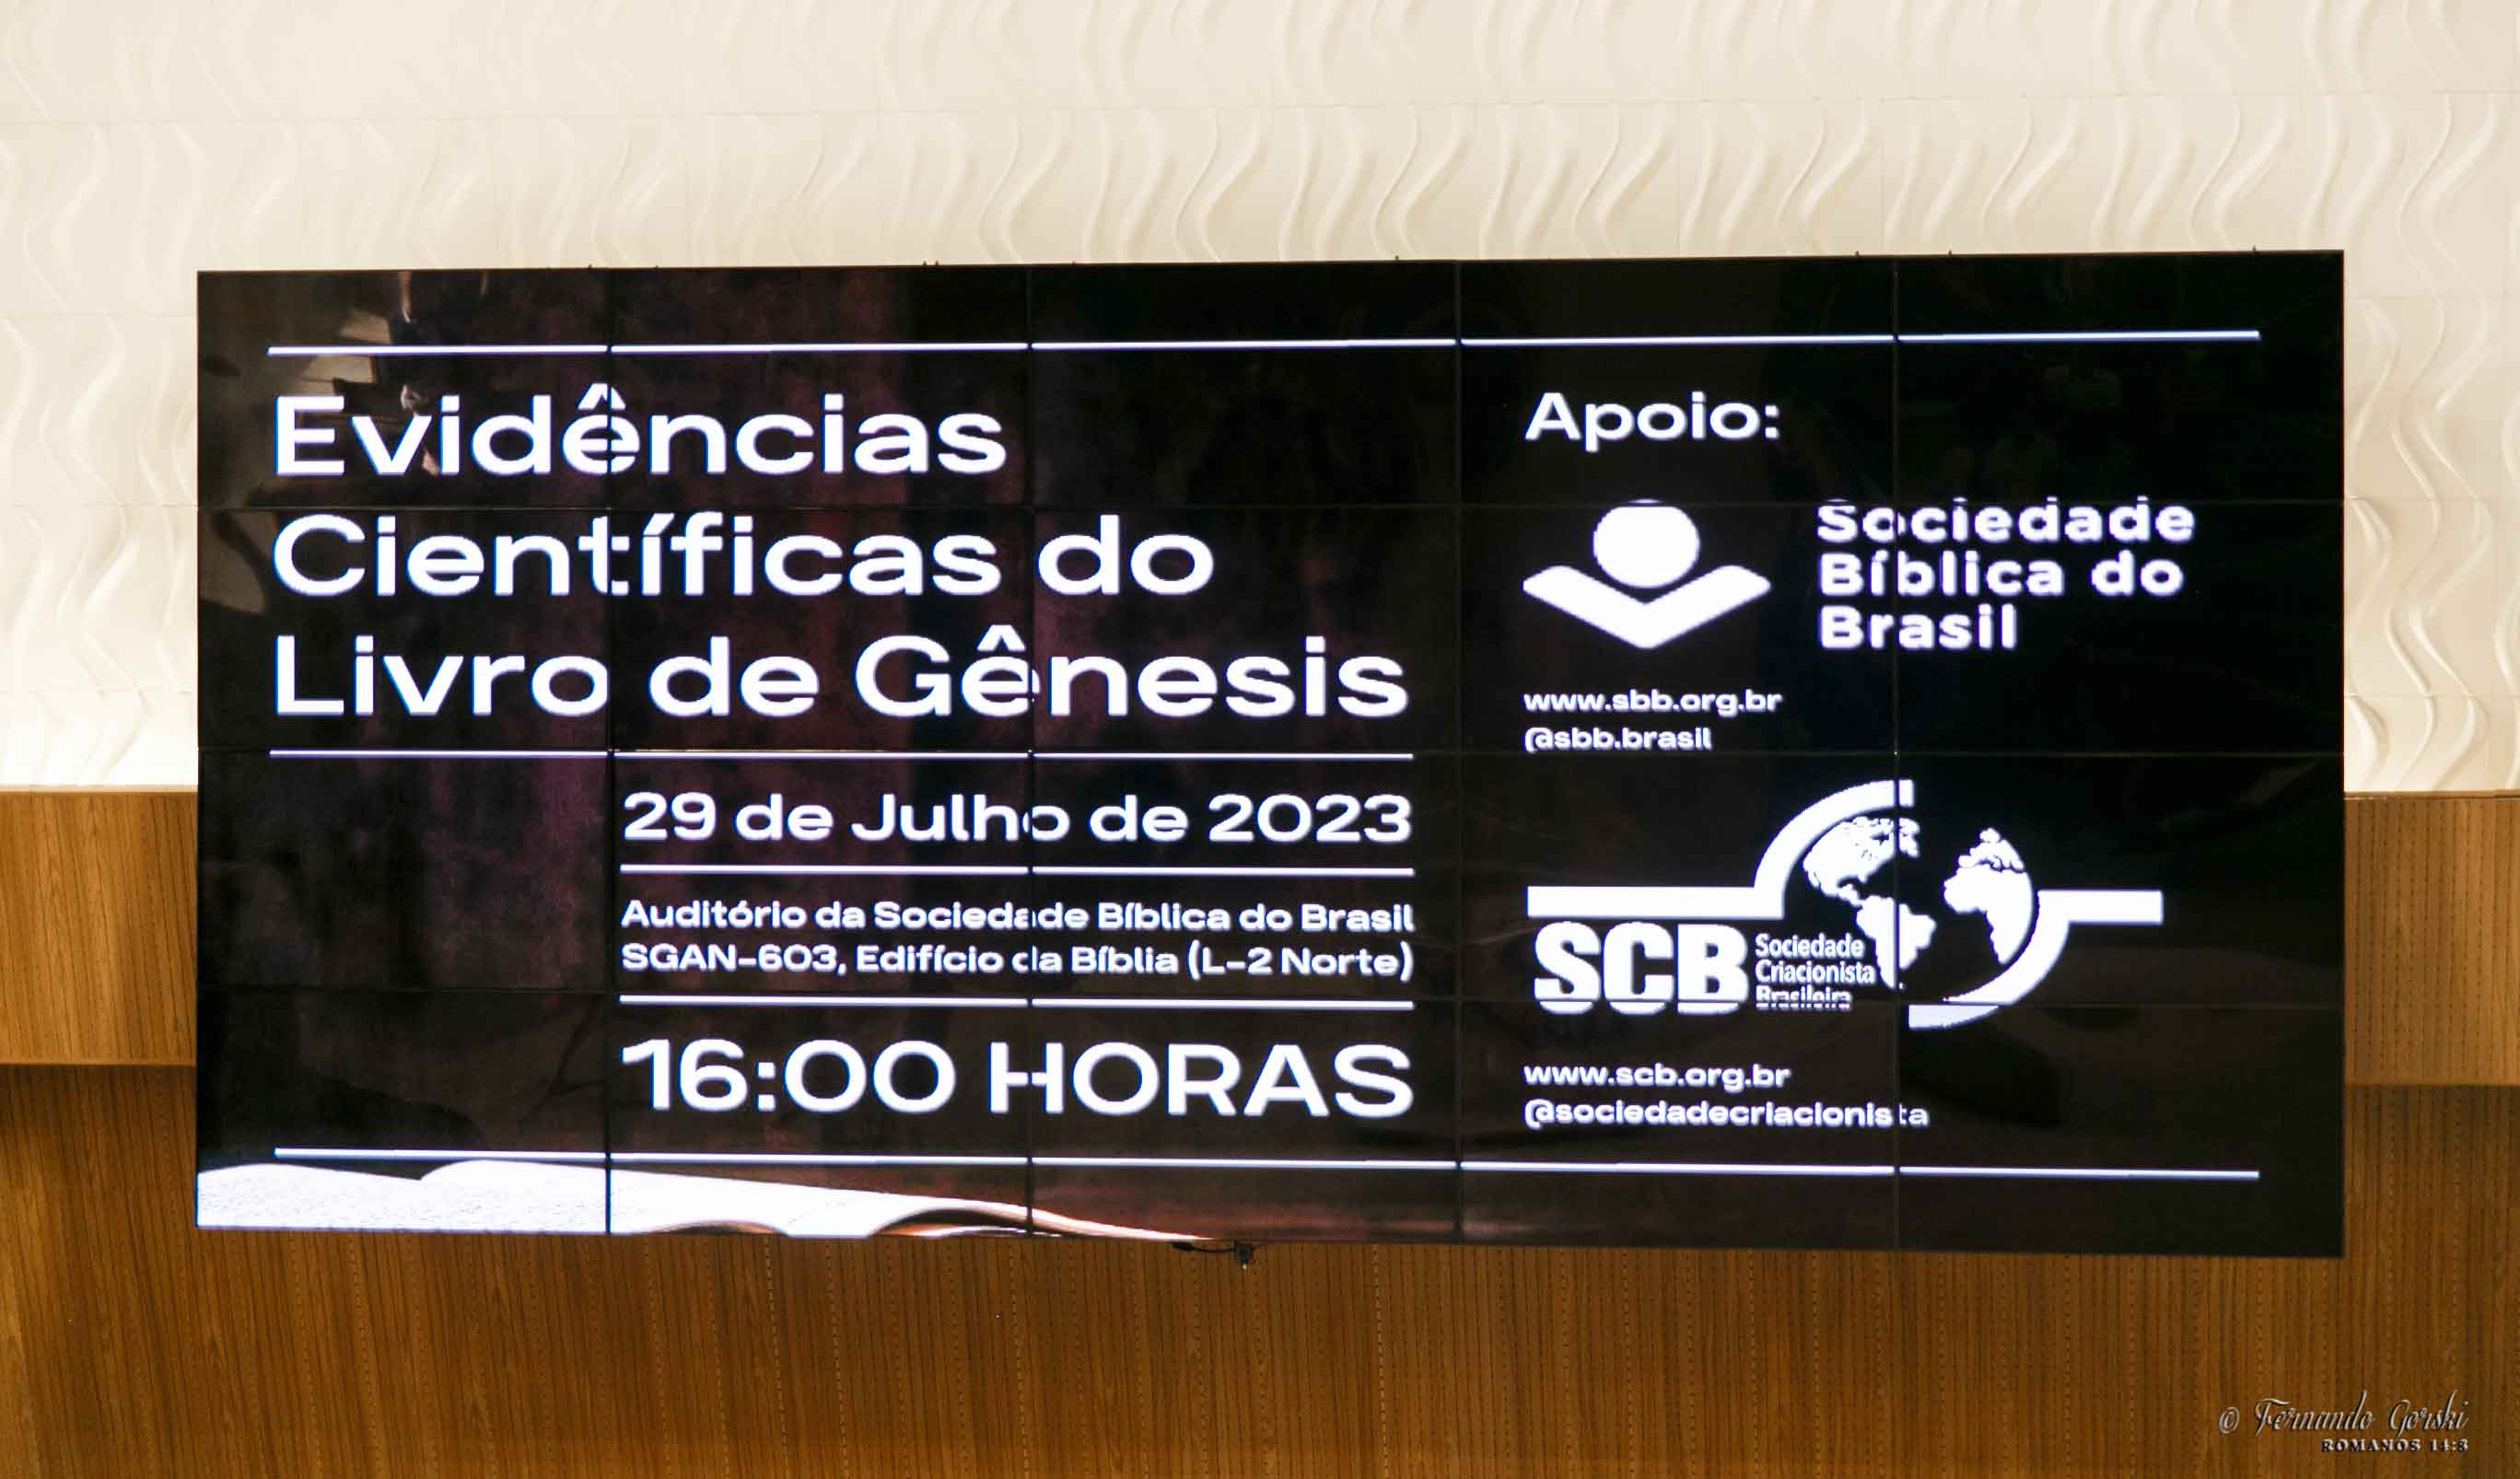 Evidências
Científicas do
Livro de Gênesis
29 de Julho de 2023
Auditório da Sociedade Bíblica do Brasil
SGAN-603, Edifício da Bíblia (L-2 Norte)
16:00 HORAS
Apoio:
Sociedade
Bíblica do
Brasil
www.sbb.org.br
@sbb.brasil
SCB
Sociedade
Criacionista
Brasileira
www.scb.org.br
@sociedadecriacionista
© Fernando Gorski
ROMANOS 14:8